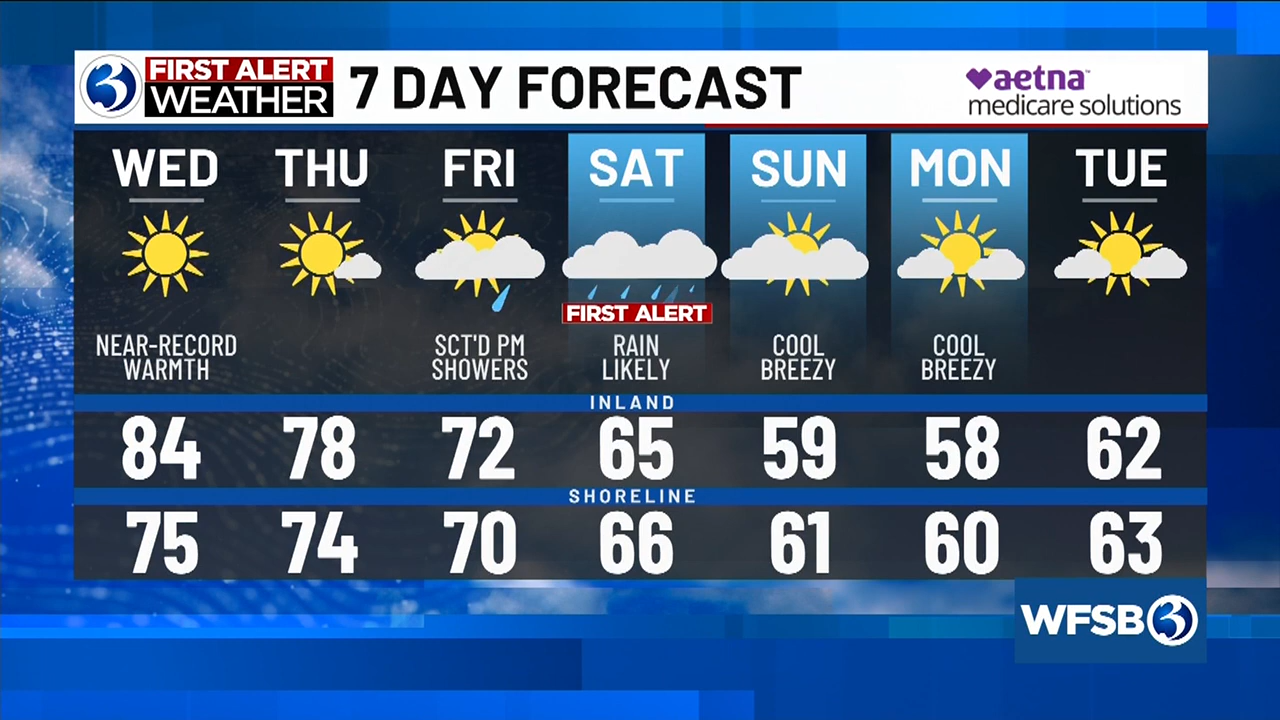 3 FIRST ALERT WEATHER 7 DAY FORECAST
aetna™
medicare solutions
WED THU FRI SAT SUN MON TUE
FIRST ALERT
NEAR-RECORD WARMTH
SCT'D PM SHOWERS
RAIN LIKELY
COOL BREEZY
COOL BREEZY
INLAND
84 78 72 65 59 58 62
SHORELINE
75 74 70 66 61 60 63
WFSB 3